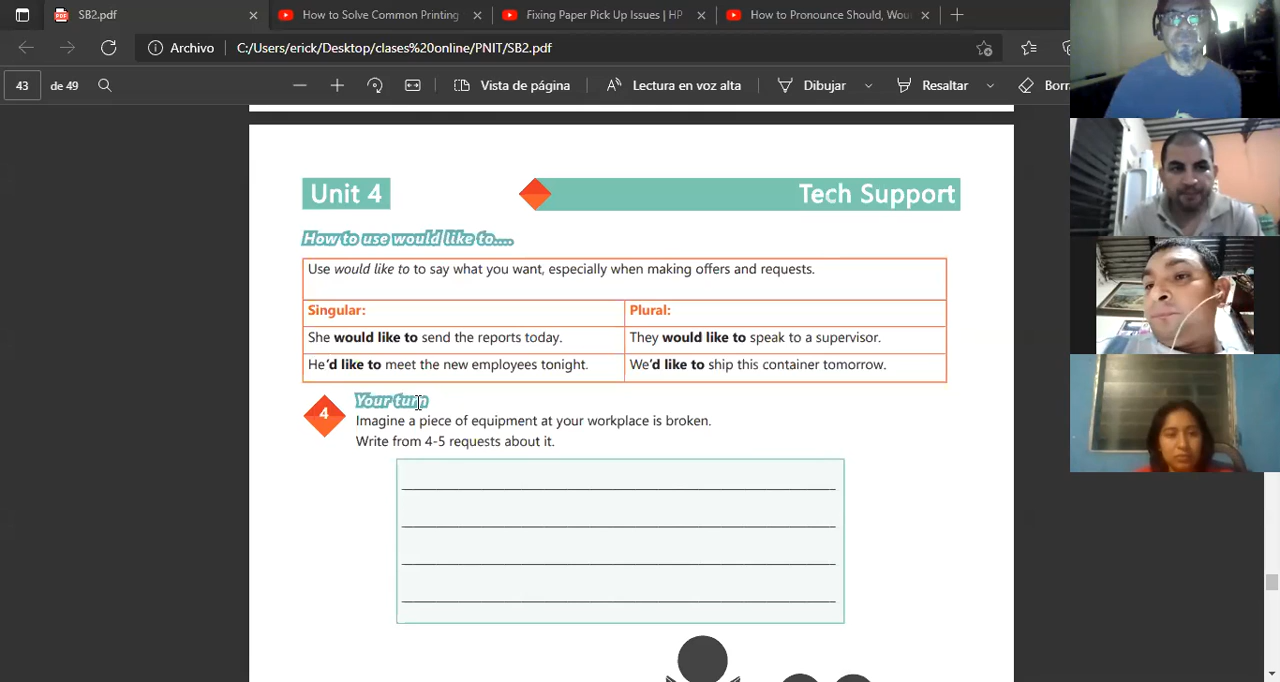 SB2.pdf
How to Solve Common Printing
Fixing Paper Pick Up Issues | HP
How to Pronounce Should, Wou
Archivo
C:/Users/erick/Desktop/clases%20online/PNIT/SB2.pdf
43 de 49
Vista de página
Lectura en voz alta
Dibujar
Resaltar
Borr
Unit 4
Tech Support
How to use would like to....
Use would like to to say what you want, especially when making offers and requests.
Singular:
Plural:
She would like to send the reports today.
They would like to speak to a supervisor.
He'd like to meet the new employees tonight.
We'd like to ship this container tomorrow.
4
Your turn
Imagine a piece of equipment at your workplace is broken.
Write from 4-5 requests about it.